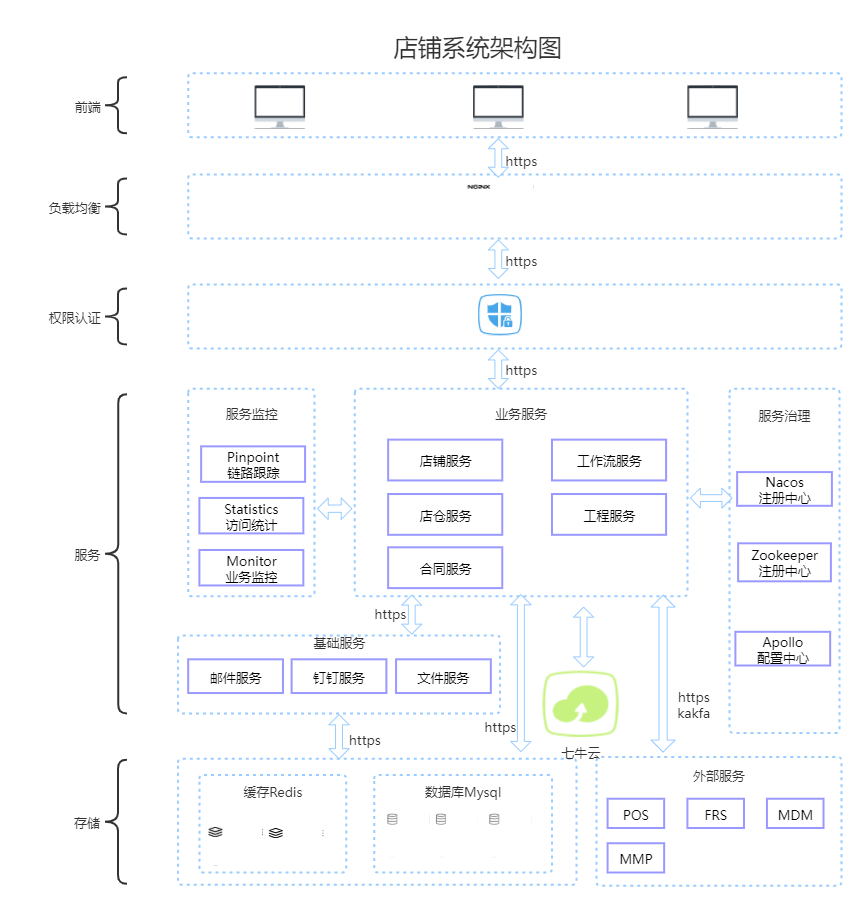 店铺系统架构图
前端
https
负载均衡
NGINX
https
权限认证
https
服务
服务监控
Pinpoint
链路跟踪
Statistics
访问统计
Monitor
业务监控
业务服务
店铺服务
工作流服务
店仓服务
工程服务
合同服务
服务治理
Nacos
注册中心
Zookeeper
注册中心
Apollo
配置中心
https
基础服务
邮件服务
钉钉服务
文件服务
https
https
七牛云
https
kakfa
存储
缓存Redis
数据库Mysql
外部服务
POS
FRS
MDM
MMP